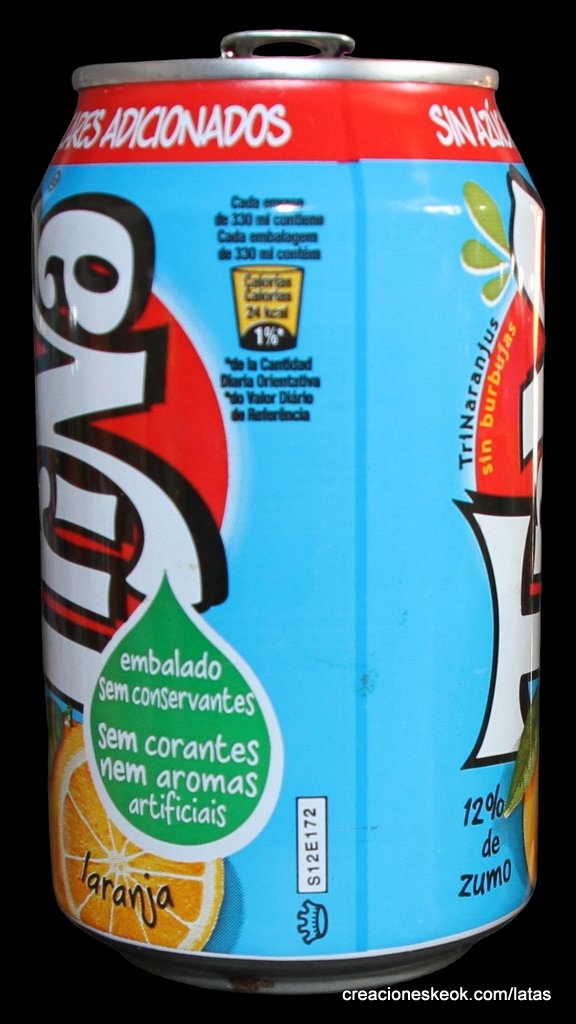 ARES ADICIONADOS
SIN AZÚC
Cada envase
de 330 ml contiene
Cada embalagem
de 330 ml contém
Calorías
Calorias
24 kcal
1%*
*de la Cantidad
Diaria Orientativa
*do Valor Diário
de Referência
TriNaranjus
sin burbujas
embalado
sem conservantes
sem corantes
nem aromas
artificiais
laranja
S12E172
12%
de
zumo
creacioneskeok.com/latas